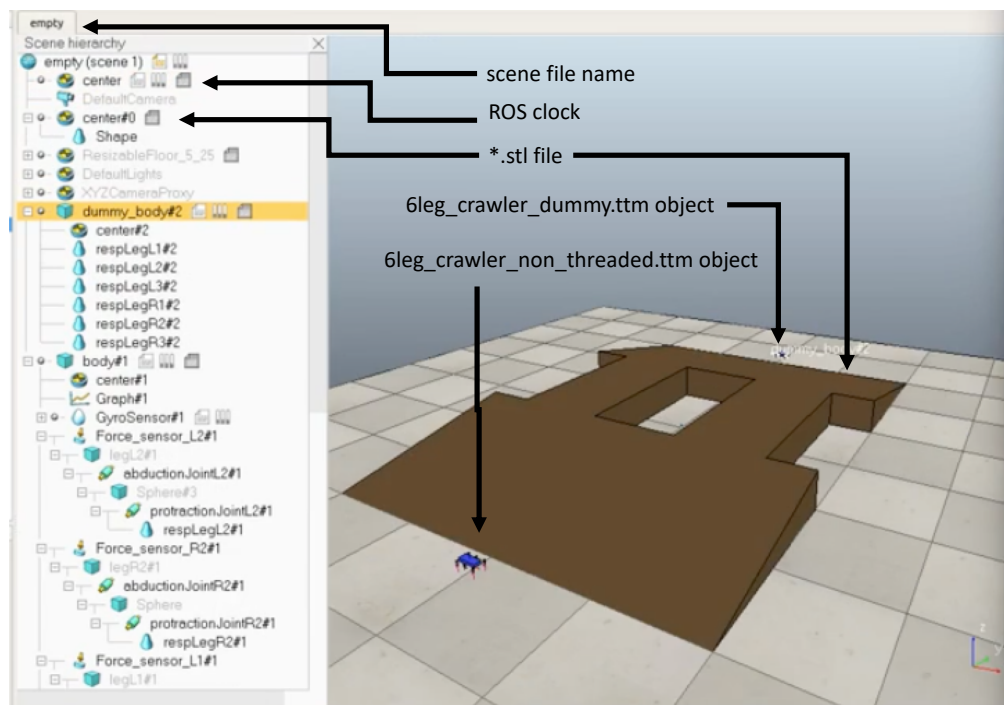 empty
Scene hierarchy
empty (scene 1)
center
DefaultCamera
center#0
Shape
ResizableFloor_5_25
DefaultLights
XYZCameraProxy
dummy_body#2
center#2
respLegL1#2
respLegL2#2
respLegL3#2
respLegR1#2
respLegR2#2
respLegR3#2
body#1
center#1
Graph#1
GyroSensor#1
Force_sensor_L2#1
legL2#1
abductionJointL2#1
Sphere#3
protractionJointL2#1
respLegL2#1
Force_sensor_R2#1
legR2#1
abductionJointR2#1
Sphere
protractionJointR2#1
respLegR2#1
Force_sensor_L1#1
legL1#1
scene file name
ROS clock
*.stl file
6leg_crawler_dummy.ttm object
6leg_crawler_non_threaded.ttm object
dummy_body#2
z
y